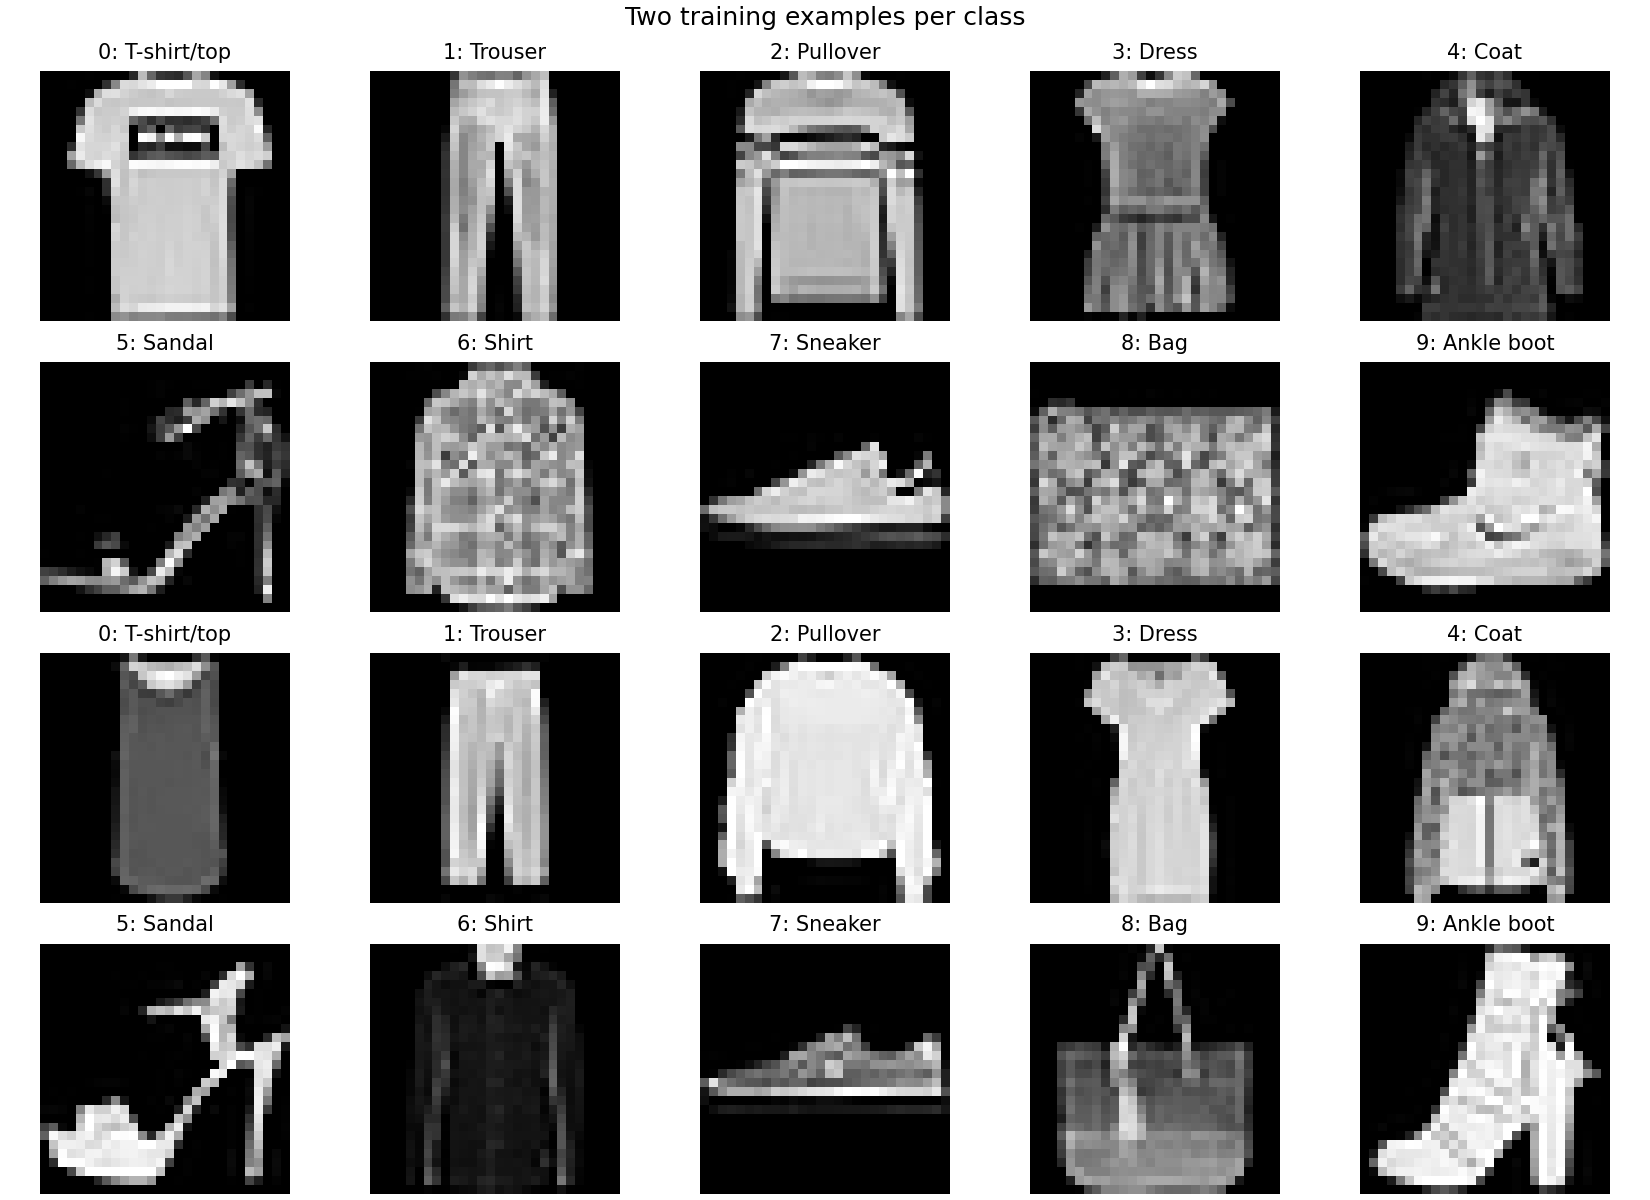 Two training examples per class
0: T-shirt/top
1: Trouser
2: Pullover
3: Dress
4: Coat
5: Sandal
6: Shirt
7: Sneaker
8: Bag
9: Ankle boot
0: T-shirt/top
1: Trouser
2: Pullover
3: Dress
4: Coat
5: Sandal
6: Shirt
7: Sneaker
8: Bag
9: Ankle boot